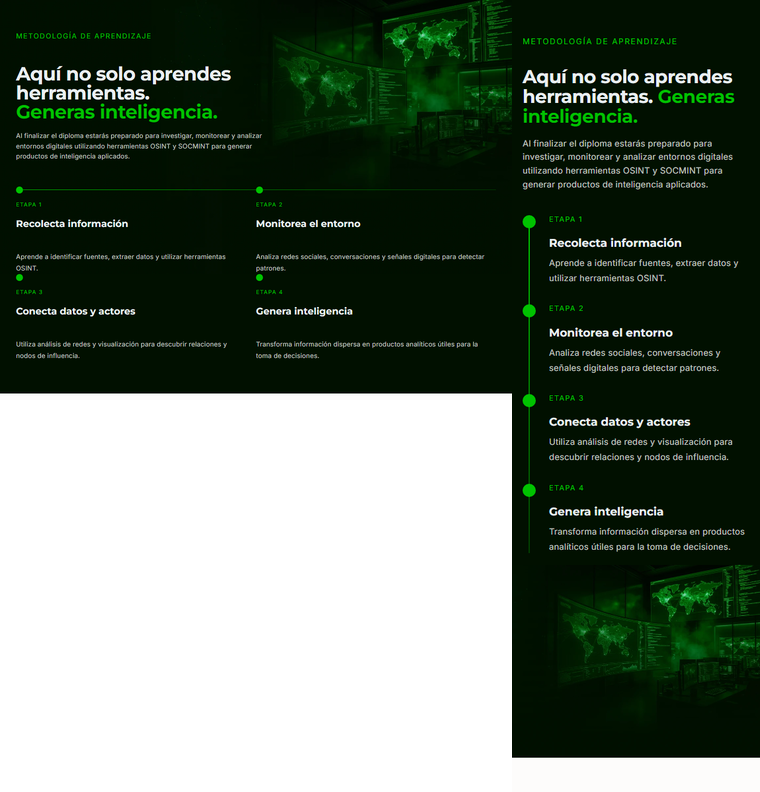 METODOLOGÍA DE APRENDIZAJE
Aquí no solo aprendes
herramientas.
Generas inteligencia.
Al finalizar el diploma estarás preparado para investigar, monitorear y analizar
entornos digitales utilizando herramientas OSINT y SOCMINT para generar
productos de inteligencia aplicados.
ETAPA 1
Recolecta información
Aprende a identificar fuentes, extraer datos y utilizar herramientas
OSINT.
ETAPA 2
Monitorea el entorno
Analiza redes sociales, conversaciones y señales digitales para detectar
patrones.
ETAPA 3
Conecta datos y actores
Utiliza análisis de redes y visualización para descubrir relaciones y
nodos de influencia.
ETAPA 4
Genera inteligencia
Transforma información dispersa en productos analíticos útiles para la
toma de decisiones.
METODOLOGÍA DE APRENDIZAJE
Aquí no solo aprendes
herramientas. Generas
inteligencia.
Al finalizar el diploma estarás preparado para
investigar, monitorear y analizar entornos digitales
utilizando herramientas OSINT y SOCMINT para
generar productos de inteligencia aplicados.
ETAPA 1
Recolecta información
Aprende a identificar fuentes, extraer datos y
utilizar herramientas OSINT.
ETAPA 2
Monitorea el entorno
Analiza redes sociales, conversaciones y
señales digitales para detectar patrones.
ETAPA 3
Conecta datos y actores
Utiliza análisis de redes y visualización para
descubrir relaciones y nodos de influencia.
ETAPA 4
Genera inteligencia
Transforma información dispersa en productos
analíticos útiles para la toma de decisiones.